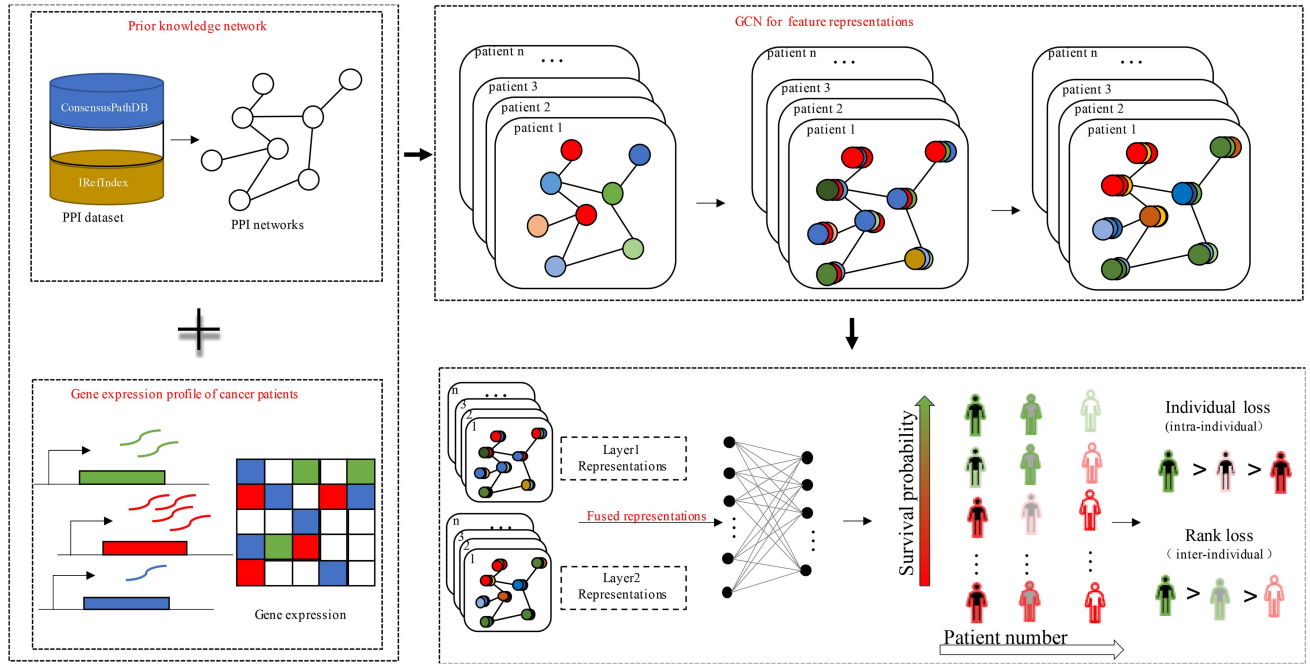 Prior knowledge network
ConsensusPathDB
IRefIndex
PPI dataset
PPI networks
Gene expression profile of cancer patients
Gene expression
GCN for feature representations
patient n
...
patient 3
patient 2
patient 1
patient n
...
patient 3
patient 2
patient 1
patient n
...
patient 3
patient 2
patient 1
n
...
3
2
1
Layer1
Representations
Fused representations
n
...
3
2
1
Layer2
Representations
Survival probability
Patient number
Individual loss
(intra-individual)
> >
Rank loss
( inter-individual )
> >